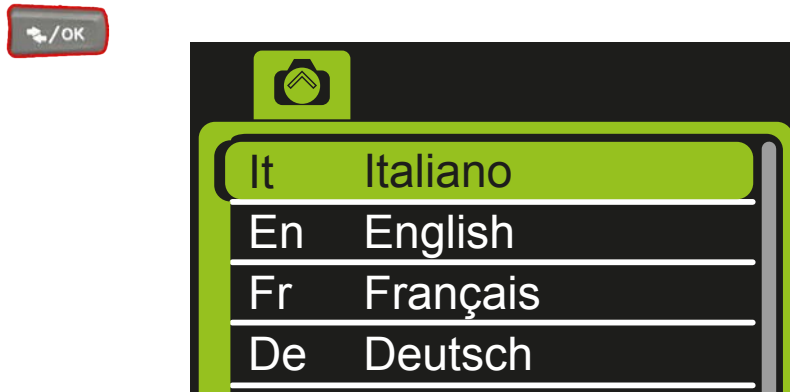 /OK
It Italiano
En English
Fr Français
De Deutsch